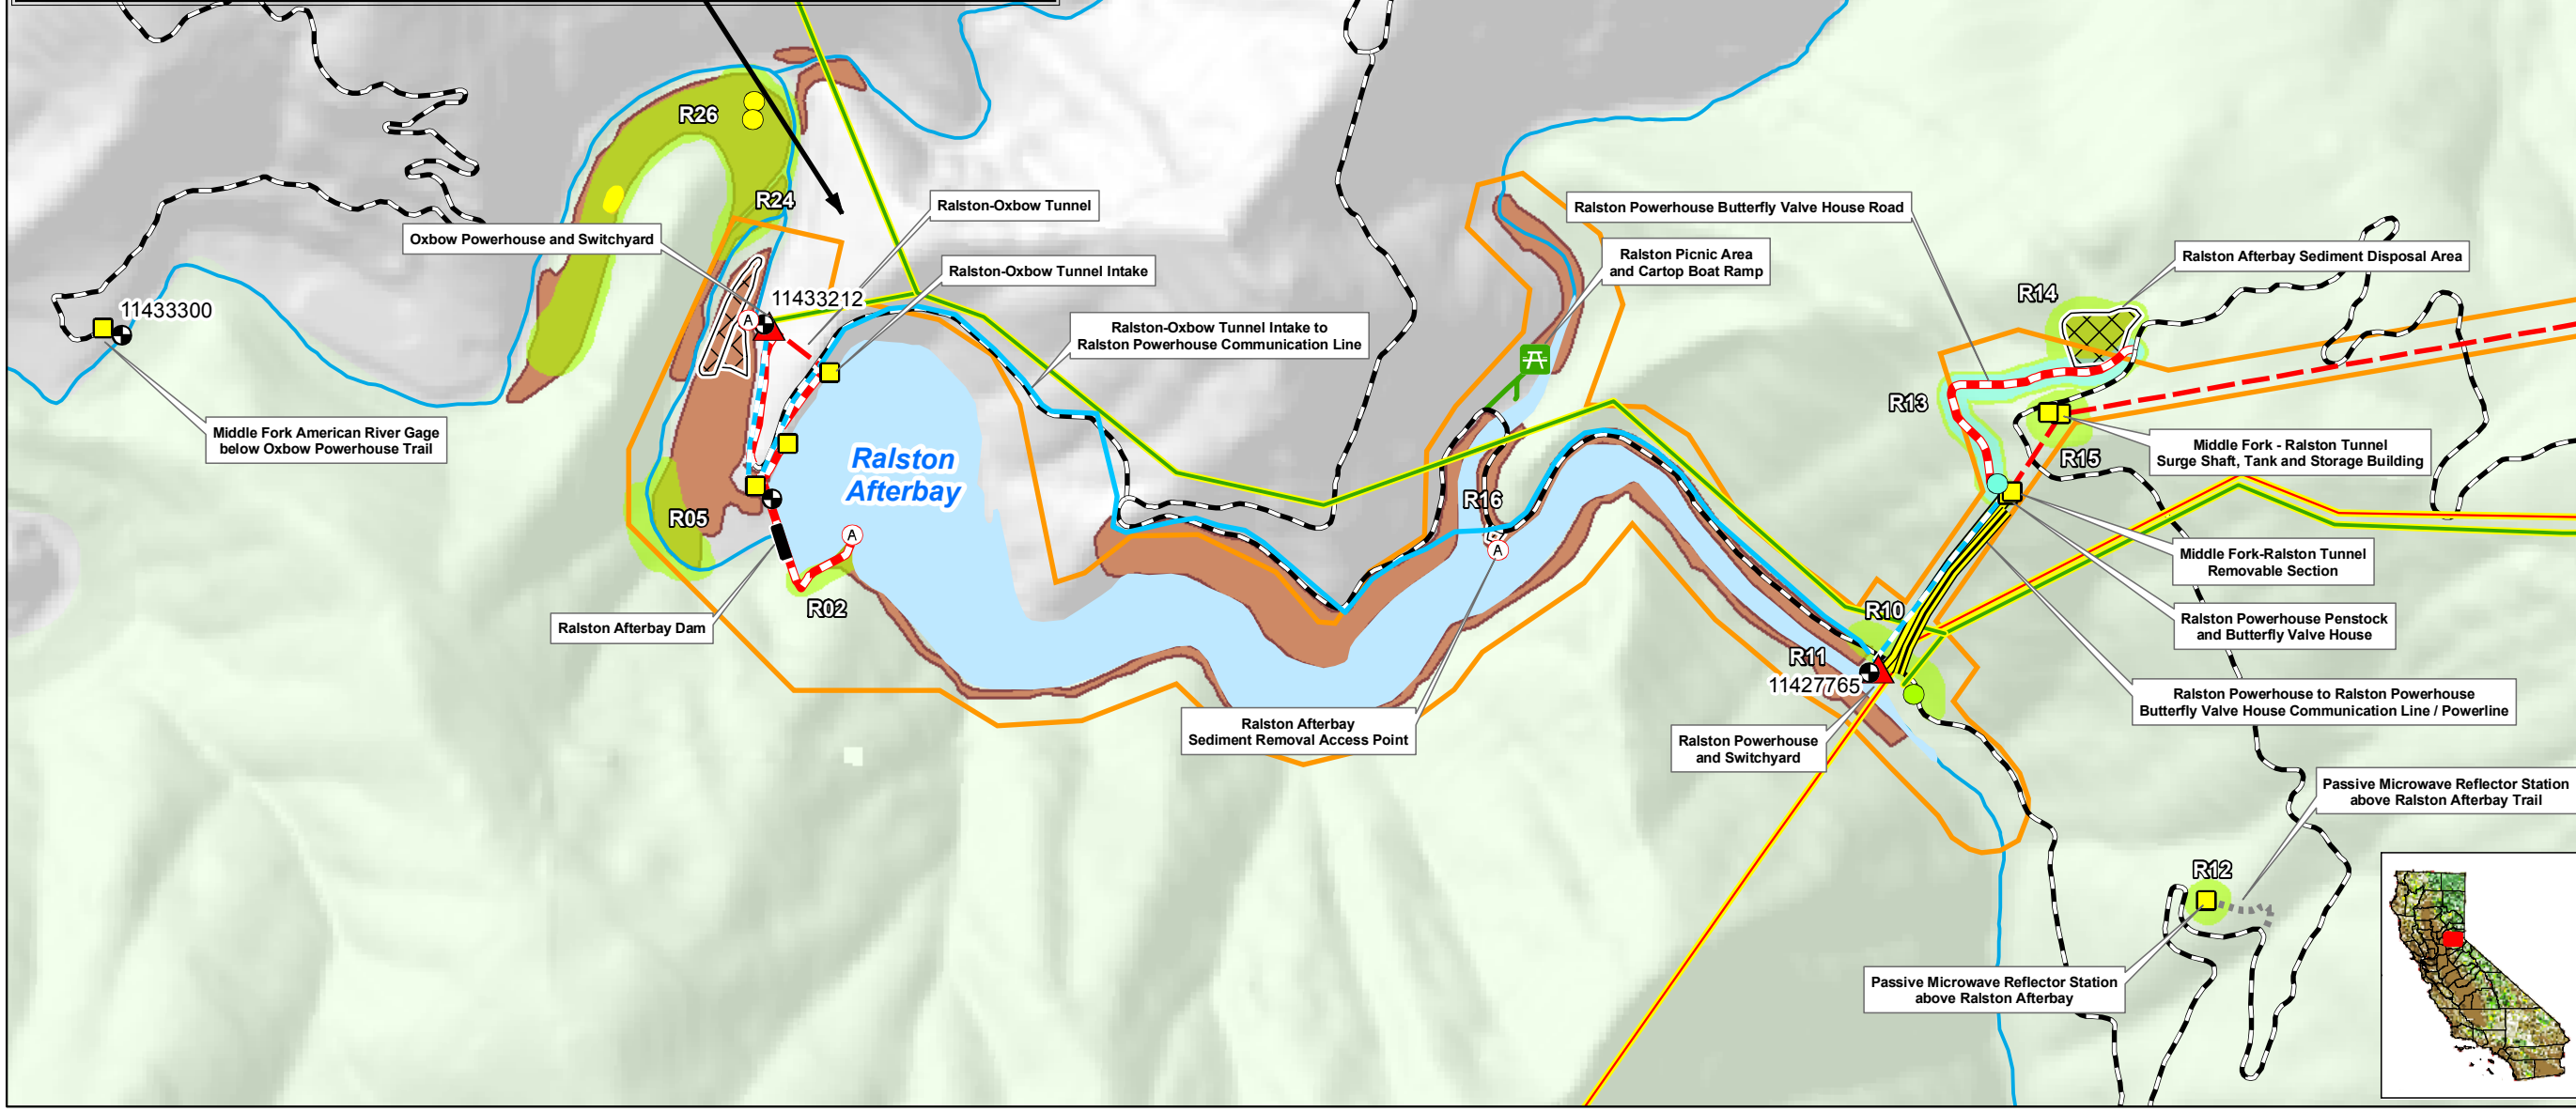 R26
R24
Ralston-Oxbow Tunnel
Ralston Powerhouse Butterfly Valve House Road
Oxbow Powerhouse and Switchyard
Ralston Picnic Area
and Cartop Boat Ramp
Ralston Afterbay Sediment Disposal Area
Ralston-Oxbow Tunnel Intake
R14
11433300
11433212
A
Ralston-Oxbow Tunnel Intake to
Ralston Powerhouse Communication Line
R13
Middle Fork American River Gage
below Oxbow Powerhouse Trail
Middle Fork - Ralston Tunnel
Surge Shaft, Tank and Storage Building
R15
Ralston
Afterbay
R16
R05
A
A
Middle Fork-Ralston Tunnel
Removable Section
R02
R10
Ralston Afterbay Dam
Ralston Powerhouse Penstock
and Butterfly Valve House
R11
11427765
Ralston Powerhouse to Ralston Powerhouse
Butterfly Valve House Communication Line / Powerline
Ralston Afterbay
Sediment Removal Access Point
Ralston Powerhouse
and Switchyard
Passive Microwave Reflector Station
above Ralston Afterbay Trail
R12
Passive Microwave Reflector Station
above Ralston Afterbay